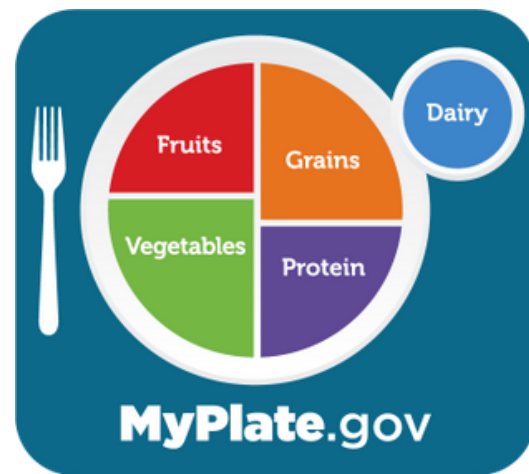 Dairy
Fruits
Grains
Vegetables
Protein
MyPlate.gov